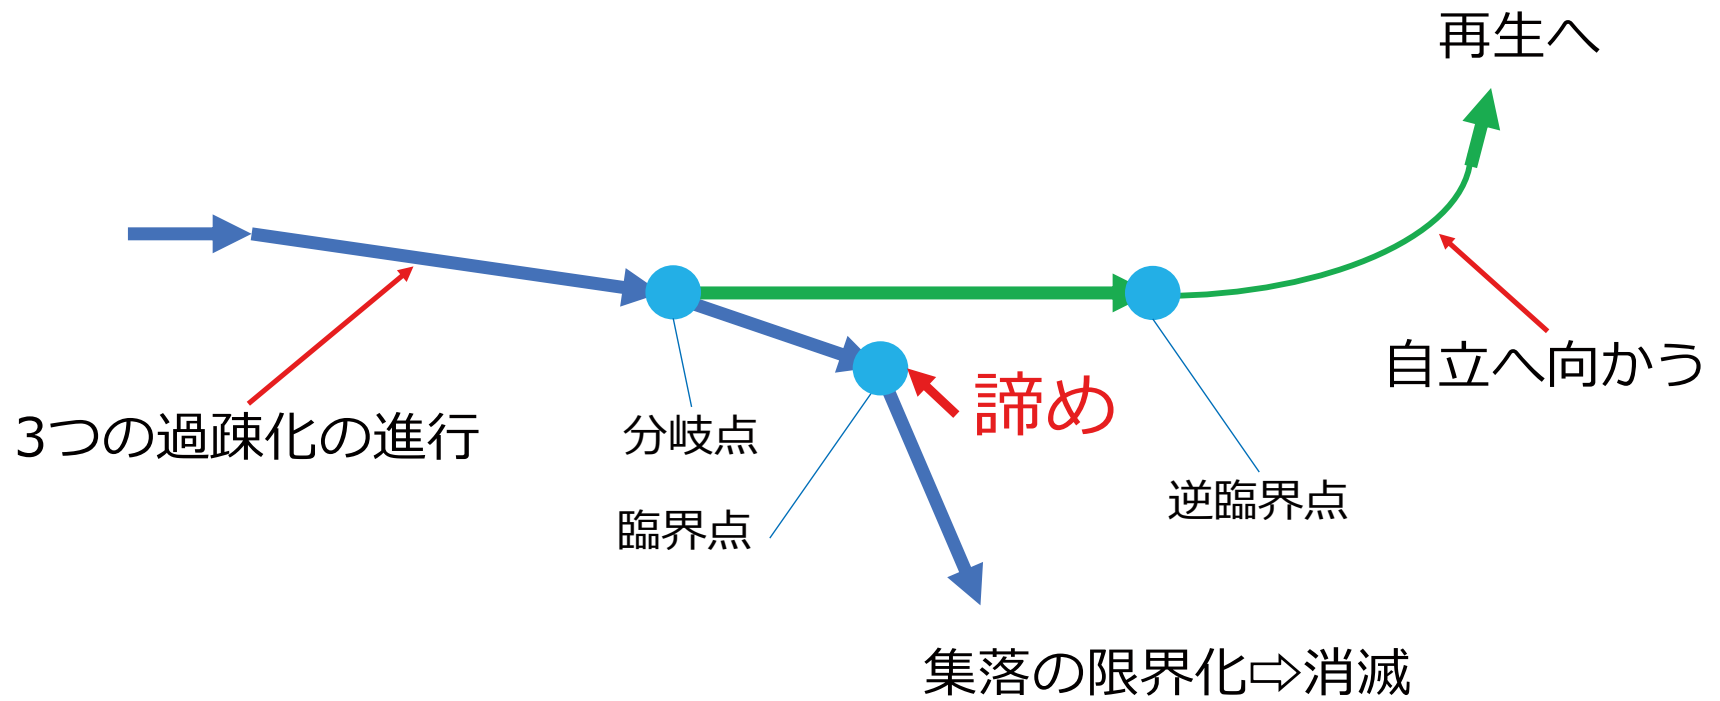 再生へ
自立へ向かう
3つの過疎化の進行
分岐点
諦め
臨界点
逆臨界点
集落の限界化⇨消滅